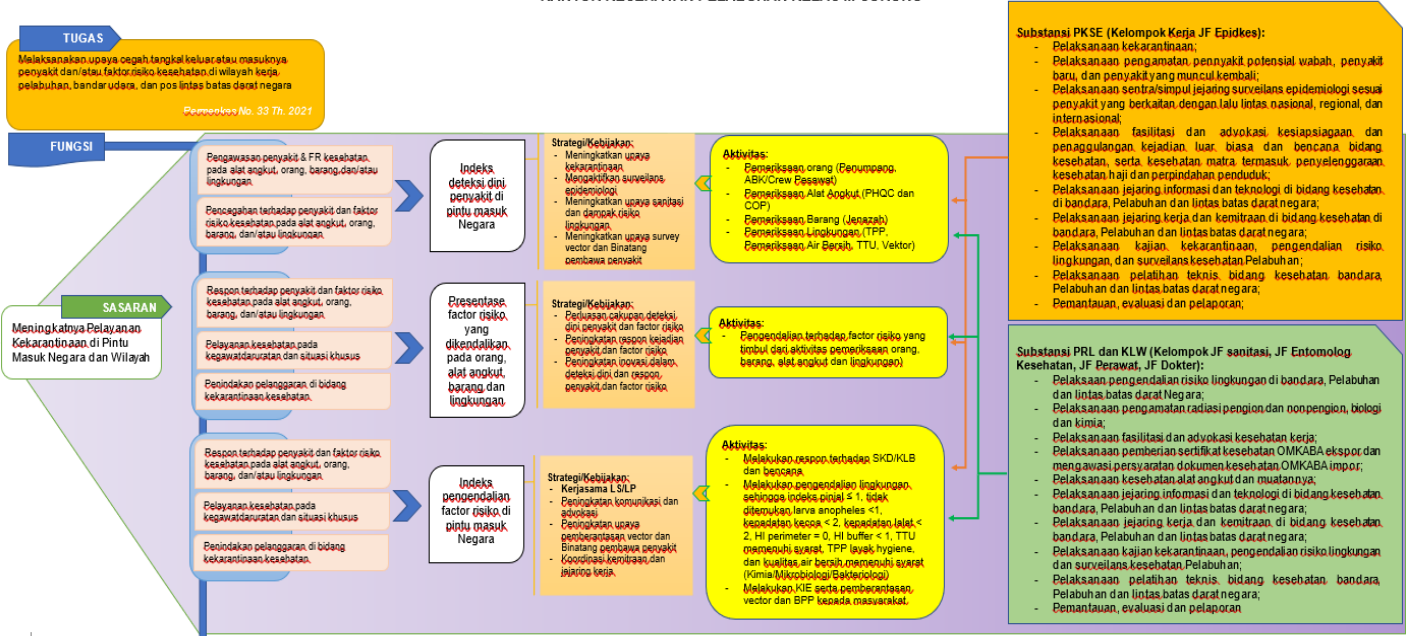 TUGAS
Melaksanakan upaya cegah tangkal keluar atau masuknya
penyakit dan/atau faktor risiko kesehatan di wilayah kerja
pelabuhan, bandar udara, dan pos lintas batas darat negara
Permenkes No. 33 Th. 2021
FUNGSI
SASARAN
Meningkatnya Pelayanan
Kekarantinaan di Pintu
Masuk Negara dan Wilayah
Pengawasan penyakit & FR kesehatan
pada alat angkut, orang, barang,dan/atau
lingkungan
Pencegahan terhadap penyakit dan faktor
risiko kesehatan pada alat angkut, orang,
barang, dan/atau lingkungan
Indeks
deteksi dini
penyakit di
pintu masuk
Negara
Strategi/Kebijakan:
- Meningkatkan upaya
kekarantinaan
- Mengaktifkan surveilans
epidemiologi
- Meningkatkan upaya sanitasi
dan dampak risiko
lingkungan
- Meningkatkan upaya survey
vector dan Binatang
pembawa penyakit
Aktivitas:
- Pemeriksaan orang (Penumpang,
ABK/Crew Pesawat)
- Pemeriksaan Alat Angkut (PHQC dan
COP)
- Pemeriksaan Barang (Jenazah)
- Pemeriksaan Lingkungan (TPP,
Pemeriksaan Air Bersih, TTU, Vektor)
Respon terhadap penyakit dan faktor risiko
kesehatan pada alat angkut, orang,
barang, dan/atau lingkungan
Pelayanan kesehatan pada
kegawatdaruratan dan situasi khusus
Penindakan pelanggaran di bidang
kekarantinaan kesehatan
Presentase
factor risiko
yang
dikendalikan
pada orang,
alat angkut,
barang dan
lingkungan
Strategi/Kebijakan:
- Perluasan cakupan deteksi
dini penyakit dan factor risiko
- Peningkatan respon kejadian
penyakit dan factor risiko
- Peningkatan inovasi dalam
deteksi dini dan respon
penyakit dan factor risiko
Aktivitas:
- Pengendalian terhadap factor risiko yang
timbul dari aktivitas pemeriksaan orang,
barang, alat angkut dan lingkungan)
Respon terhadap penyakit dan faktor risiko
kesehatan pada alat angkut, orang,
barang, dan/atau lingkungan
Pelayanan kesehatan pada
kegawatdaruratan dan situasi khusus
Penindakan pelanggaran di bidang
kekarantinaan kesehatan
Indeks
pengendalian
factor risiko di
pintu masuk
Negara
Strategi/Kebijakan:
- Kerjasama LS/LP
- Peningkatan komunikasi dan
advokasi
- Peningkatan upaya
pemberantasan vector dan
Binatang pembawa penyakit
- Koordinasi kemitraan dan
jejaring kerja
Aktivitas:
- Melakukan respon terhadap SKD/KLB
dan bencana
- Melakukan pengendalian lingkungan
sehingga indeks pinjal ≤ 1, tidak
ditemukan larva anopheles <1,
kepadatan kecoa < 2, kepadatan lalat <
2, HI perimeter = 0, HI buffer < 1, TTU
memenuhi syarat, TPP layak hygiene,
dan kualitas air bersih memenuhi syarat
(Kimia/Mikrobiologi/Bakteriologi)
- Melakukan KIE serta pemberantasan
vector dan BPP kepada masyarakat
Substansi PKSE (Kelompok Kerja JF Epidkes):
- Pelaksanaan kekarantinaan;
- Pelaksanaan pengamatan pennyakit potensial wabah, penyakit
baru, dan penyakit yang muncul kembali;
- Pelaksanaan sentra/simpul jejaring surveilans epidemiologi sesuai
penyakit yang berkaitan dengan lalu lintas nasional, regional, dan
internasional;
- Pelaksanaan fasilitasi dan advokasi kesiapsiagaan dan
penaggulangan kejadian luar biasa dan bencana bidang
kesehatan, serta kesehatan matra termasuk penyelenggaraan
kesehatan haji dan perpindahan penduduk;
- Pelaksanaan jejaring informasi dan teknologi di bidang kesehatan
di bandara, Pelabuhan dan lintas batas darat negara;
- Pelaksanaan jejaring kerja dan kemitraan di bidang kesehatan di
bandara, Pelabuhan dan lintas batas darat negara;
- Pelaksanaan kajian kekarantinaan, pengendalian risiko
lingkungan, dan surveilans kesehatan Pelabuhan;
- Pelaksanaan pelatihan teknis bidang kesehatan bandara,
Pelabuhan dan lintas batas darat negara;
- Pemantauan, evaluasi dan pelaporan;
Substansi PRL dan KLW (Kelompok JF sanitasi, JF Entomolog
Kesehatan, JF Perawat, JF Dokter):
- Pelaksanaan pengendalian risiko lingkungan di bandara, Pelabuhan
dan lintas batas darat Negara;
- Pelaksanaan pengamatan radiasi pengion dan nonpengion, biologi
dan kimia;
- Pelaksanaan fasilitasi dan advokasi kesehatan kerja;
- Pelaksanaan pemberian sertifikat kesehatan OMKABA ekspor dan
mengawasi persyaratan dokumen kesehatan OMKABA impor;
- Pelaksanaan kesehatan alat angkut dan muatannya;
- Pelaksanaan jejaring informasi dan teknologi di bidang kesehatan
bandara, Pelabuhan dan lintas batas darat negara;
- Pelaksanaan jejaring kerja dan kemitraan di bidang kesehatan
bandara, Pelabuhan dan lintas batas darat negara;
- Pelaksanaan kajian kekarantinaan, pengendalian risiko lingkungan
dan surveilans kesehatan Pelabuhan;
- Pelaksanaan pelatihan teknis bidang kesehatan bandara,
Pelabuhan dan lintas batas darat negara;
- Pemantauan, evaluasi dan pelaporan